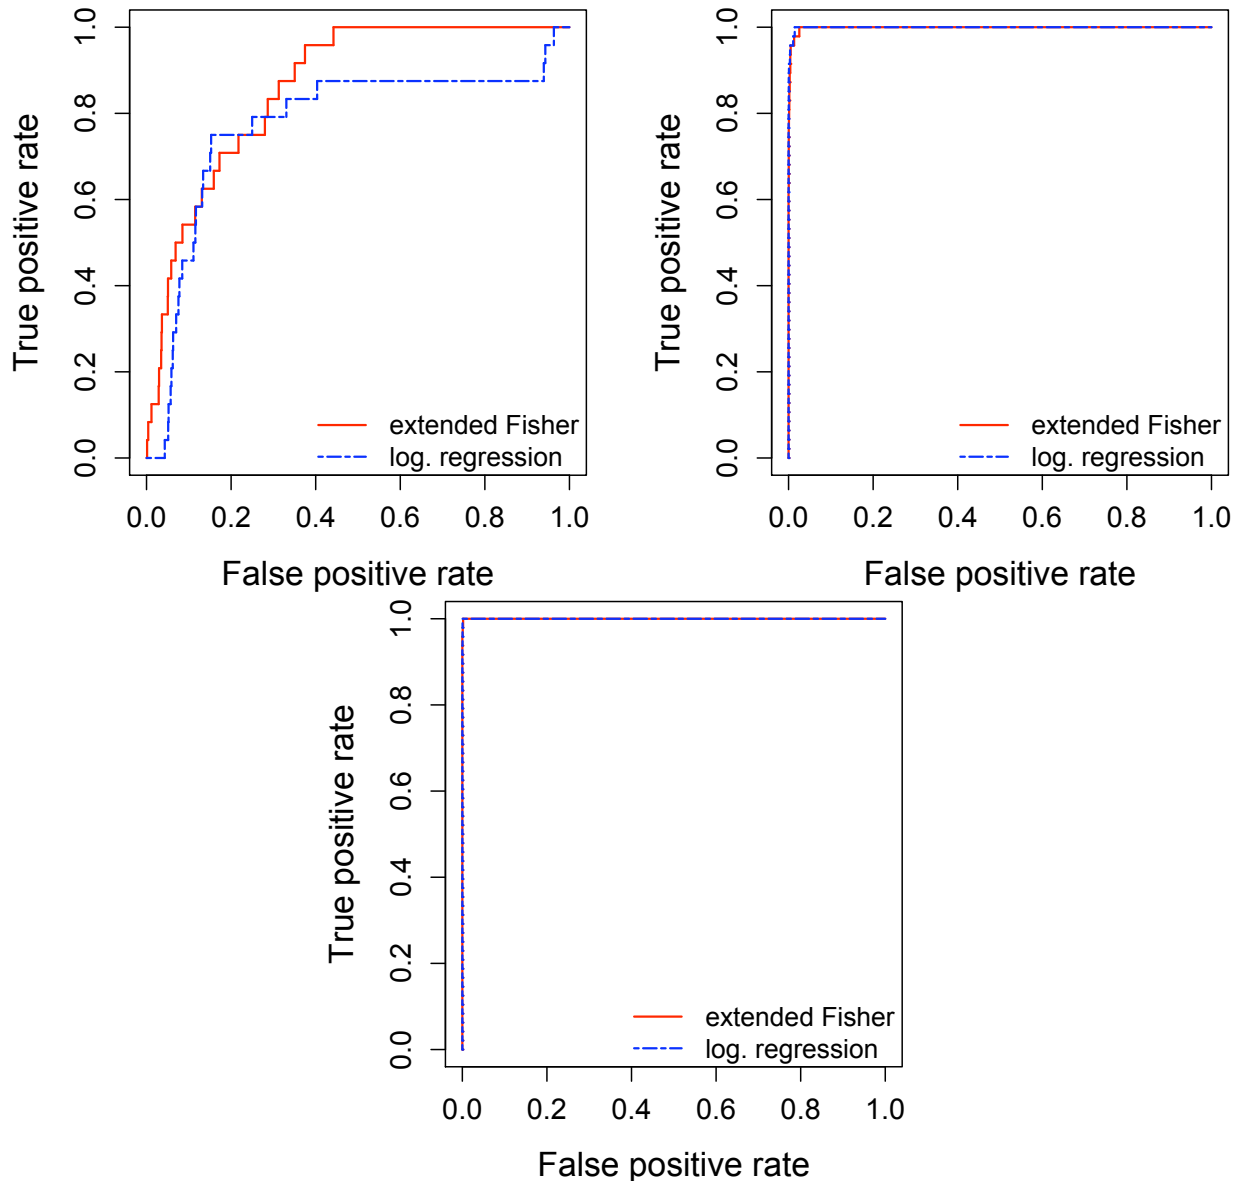 True positive rate
1.0
0.8
0.6
0.4
0.2
0.0
extended Fisher
log. regression
0.0 0.2 0.4 0.6 0.8 1.0
False positive rate
True positive rate
1.0
0.8
0.6
0.4
0.2
0.0
extended Fisher
log. regression
0.0 0.2 0.4 0.6 0.8 1.0
False positive rate
True positive rate
1.0
0.8
0.6
0.4
0.2
0.0
extended Fisher
log. regression
0.0 0.2 0.4 0.6 0.8 1.0
False positive rate